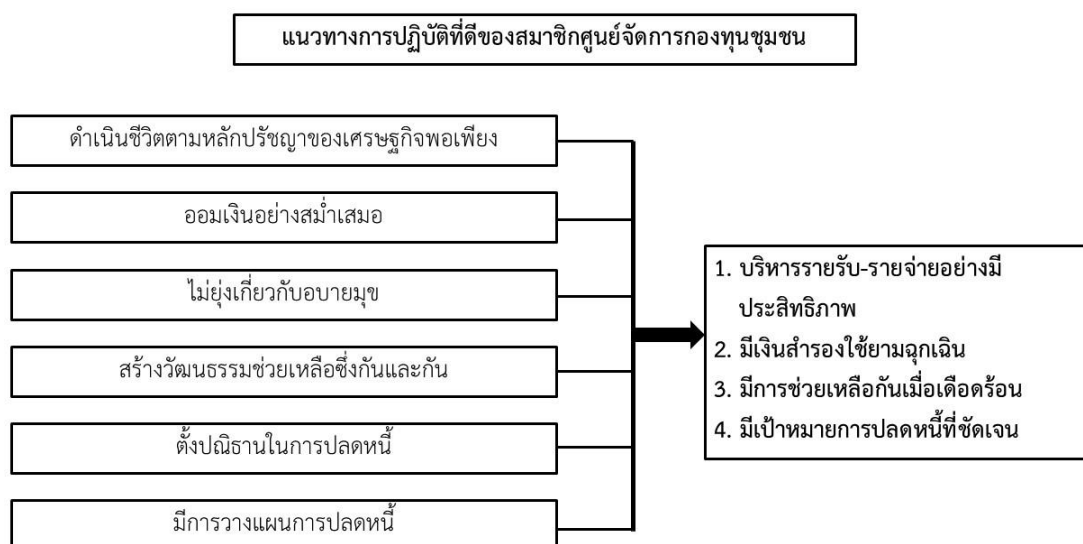 แนวทางการปฏิบัติที่ดีของสมาชิกศูนย์จัดการกองทุนชุมชน
ดำเนินชีวิตตามหลักปรัชญาของเศรษฐกิจพอเพียง
ออมเงินอย่างสม่ำเสมอ
ไม่ยุ่งเกี่ยวกับอบายมุข
สร้างวัฒนธรรมช่วยเหลือซึ่งกันและกัน
ตั้งปณิธานในการปลดหนี้
มีการวางแผนการปลดหนี้
1. บริหารรายรับ-รายจ่ายอย่างมี
ประสิทธิภาพ
2. มีเงินสำรองใช้ยามฉุกเฉิน
3. มีการช่วยเหลือกันเมื่อเดือดร้อน
4. มีเป้าหมายการปลดหนี้ที่ชัดเจน